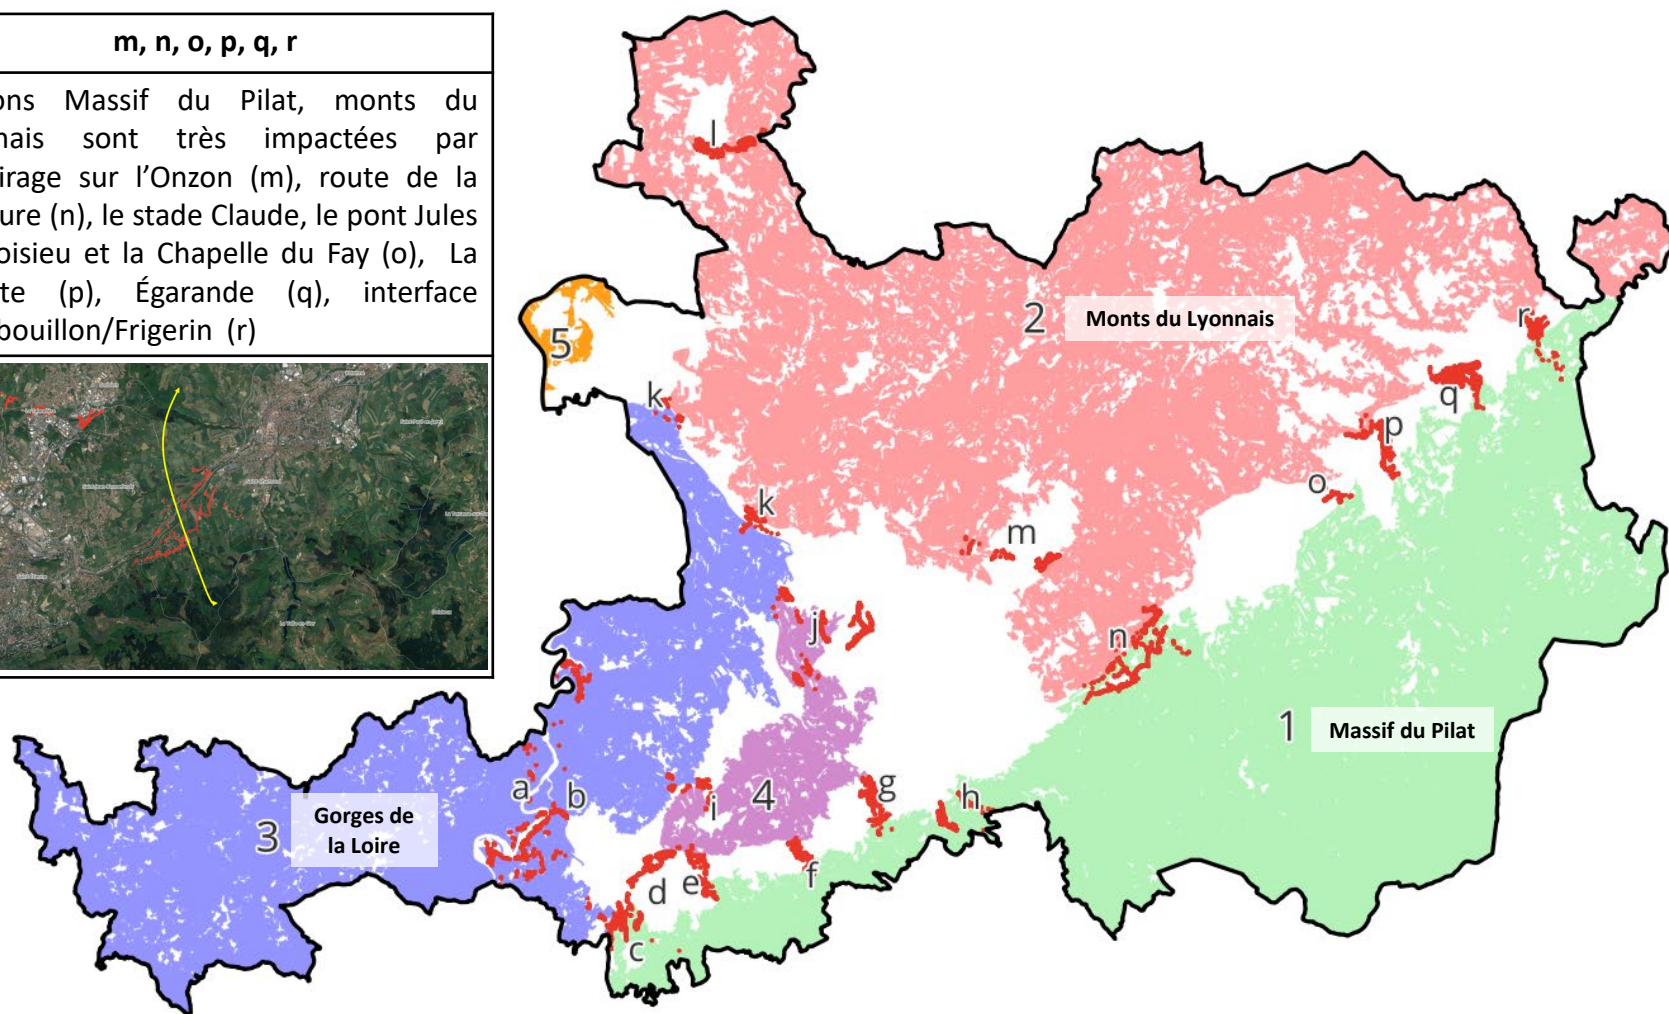 m, n, o, p, q, r
ons Massif du Pilat, monts du
nais sont très impactées par
irage sur l’Onzon (m), route de la
ure (n), le stade Claude, le pont Jules
oisieu et la Chapelle du Fay (o), La
te (p), Égarande (q), interface
bouillon/Frigerin (r)
l
2
Monts du Lyonnais
r
5
k
q
p
o
k
m
j
n
1
Massif du Pilat
a
b
i
4
g
h
3
Gorges de
la Loire
d
e
f
c